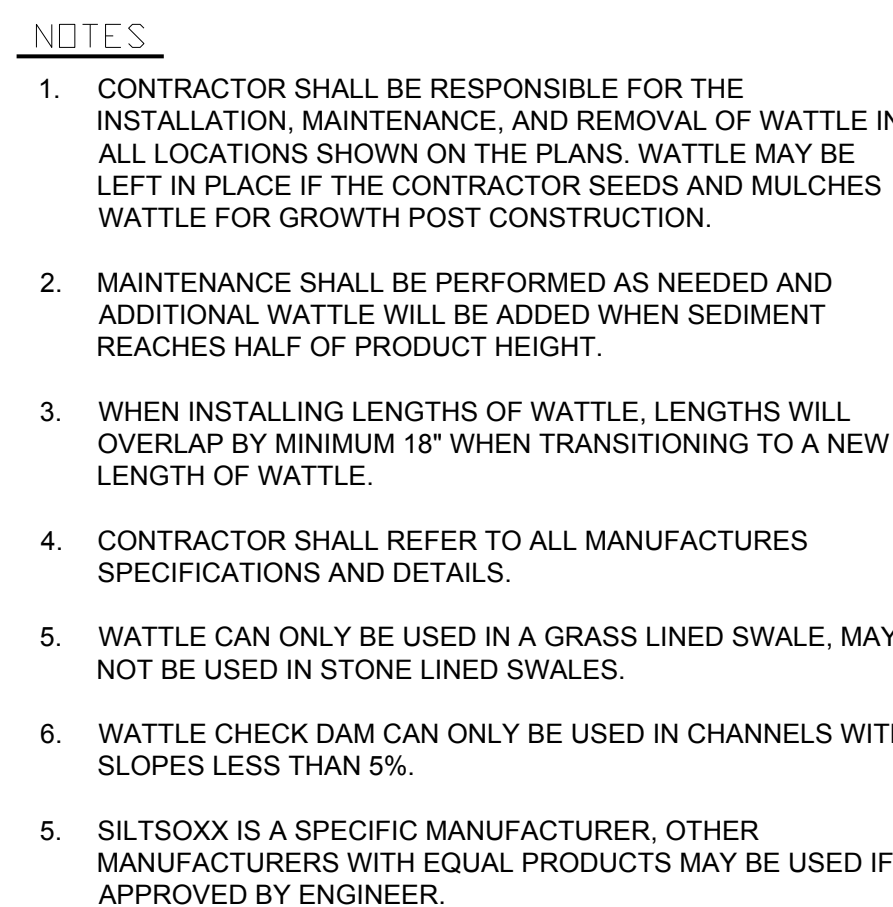 NOTES
1. CONTRACTOR SHALL BE RESPONSIBLE FOR THE
INSTALLATION, MAINTENANCE, AND REMOVAL OF WATTLE IN
ALL LOCATIONS SHOWN ON THE PLANS. WATTLE MAY BE
LEFT IN PLACE IF THE CONTRACTOR SEEDS AND MULCHES
WATTLE FOR GROWTH POST CONSTRUCTION.
2. MAINTENANCE SHALL BE PERFORMED AS NEEDED AND
ADDITIONAL WATTLE WILL BE ADDED WHEN SEDIMENT
REACHES HALF OF PRODUCT HEIGHT.
3. WHEN INSTALLING LENGTHS OF WATTLE, LENGTHS WILL
OVERLAP BY MINIMUM 18" WHEN TRANSITIONING TO A NEW
LENGTH OF WATTLE.
4. CONTRACTOR SHALL REFER TO ALL MANUFACTURES
SPECIFICATIONS AND DETAILS.
5. WATTLE CAN ONLY BE USED IN A GRASS LINED SWALE, MAY
NOT BE USED IN STONE LINED SWALES.
6. WATTLE CHECK DAM CAN ONLY BE USED IN CHANNELS WITH
SLOPES LESS THAN 5%.
5. SILTSOXX IS A SPECIFIC MANUFACTURER, OTHER
MANUFACTURERS WITH EQUAL PRODUCTS MAY BE USED IF
APPROVED BY ENGINEER.